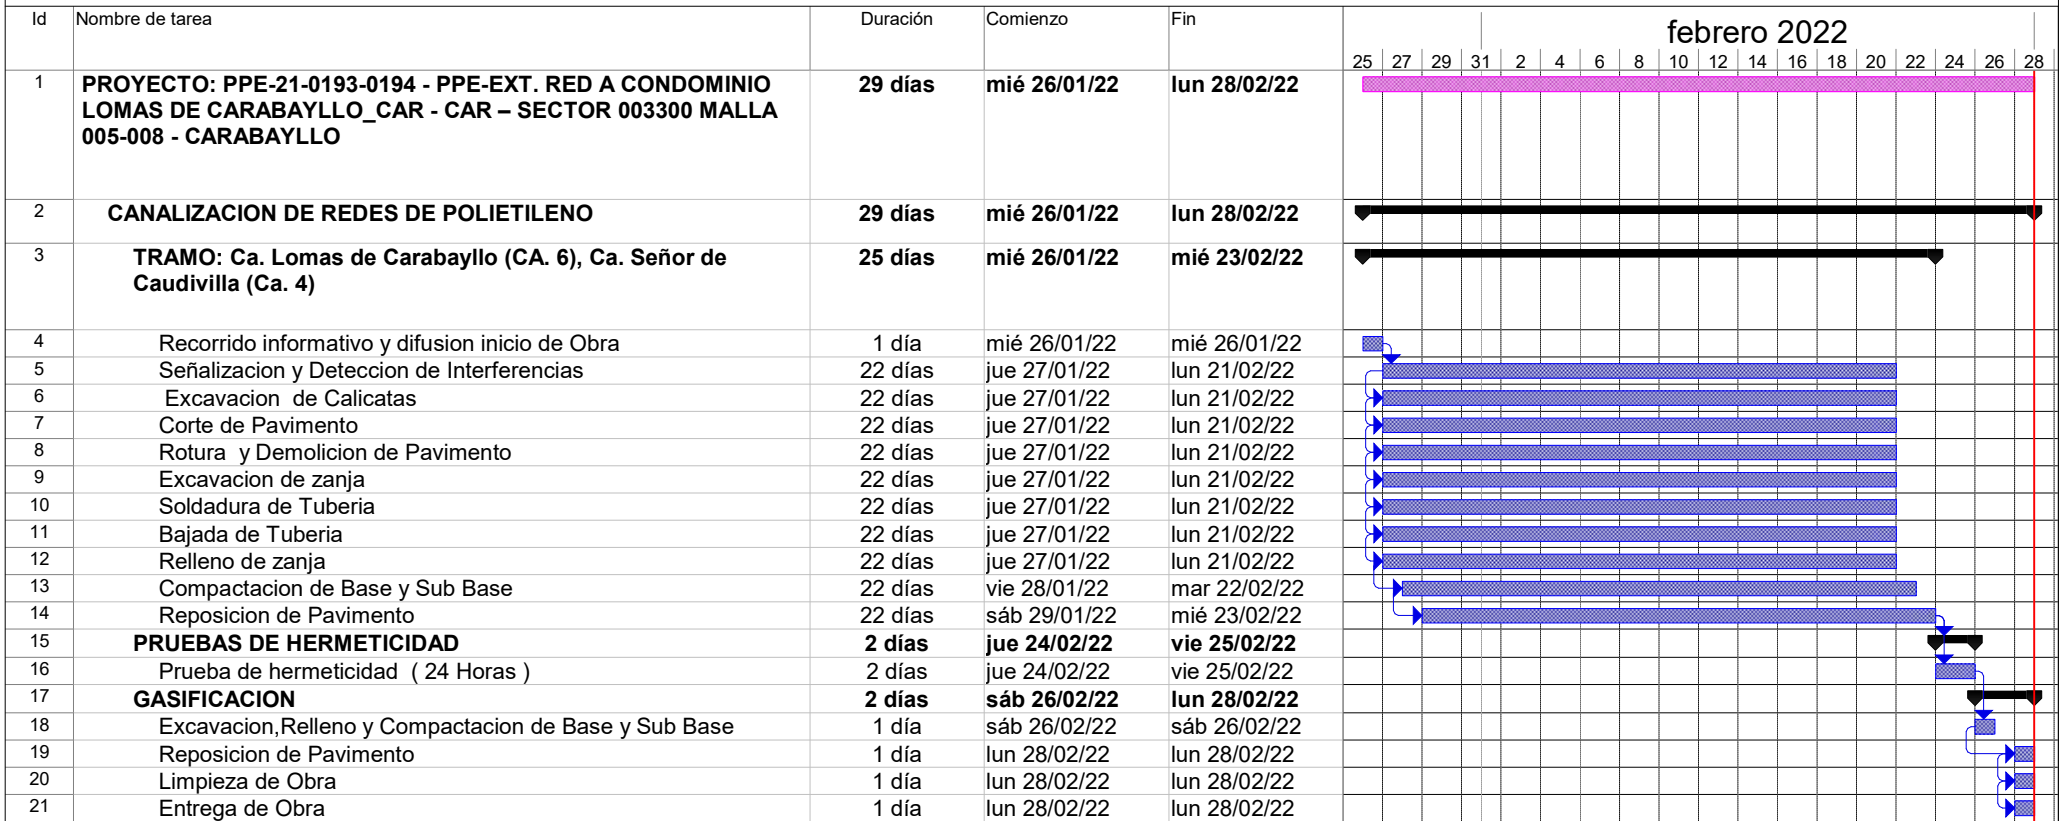 Id Nombre de tarea Duración Comienzo Fin febrero 2022
25 27 29 31 2 4 6 8 10 12 14 16 18 20 22 24 26 28
1 PROYECTO: PPE-21-0193-0194 - PPE-EXT. RED A CONDOMINIO 29 días mié 26/01/22 lun 28/02/22
LOMAS DE CARABAYLLO_CAR - CAR – SECTOR 003300 MALLA
005-008 - CARABAYLLO
2 CANALIZACION DE REDES DE POLIETILENO 29 días mié 26/01/22 lun 28/02/22
3 TRAMO: Ca. Lomas de Carabayllo (CA. 6), Ca. Señor de 25 días mié 26/01/22 mié 23/02/22
Caudivilla (Ca. 4)
4 Recorrido informativo y difusion inicio de Obra 1 día mié 26/01/22 mié 26/01/22
5 Señalizacion y Deteccion de Interferencias 22 días jue 27/01/22 lun 21/02/22
6 Excavacion de Calicatas 22 días jue 27/01/22 lun 21/02/22
7 Corte de Pavimento 22 días jue 27/01/22 lun 21/02/22
8 Rotura y Demolicion de Pavimento 22 días jue 27/01/22 lun 21/02/22
9 Excavacion de zanja 22 días jue 27/01/22 lun 21/02/22
10 Soldadura de Tuberia 22 días jue 27/01/22 lun 21/02/22
11 Bajada de Tuberia 22 días jue 27/01/22 lun 21/02/22
12 Relleno de zanja 22 días jue 27/01/22 lun 21/02/22
13 Compactacion de Base y Sub Base 22 días vie 28/01/22 mar 22/02/22
14 Reposicion de Pavimento 22 días sáb 29/01/22 mié 23/02/22
15 PRUEBAS DE HERMETICIDAD 2 días jue 24/02/22 vie 25/02/22
16 Prueba de hermeticidad ( 24 Horas ) 2 días jue 24/02/22 vie 25/02/22
17 GASIFICACION 2 días sáb 26/02/22 lun 28/02/22
18 Excavacion,Relleno y Compactacion de Base y Sub Base 1 día sáb 26/02/22 sáb 26/02/22
19 Reposicion de Pavimento 1 día lun 28/02/22 lun 28/02/22
20 Limpieza de Obra 1 día lun 28/02/22 lun 28/02/22
21 Entrega de Obra 1 día lun 28/02/22 lun 28/02/22